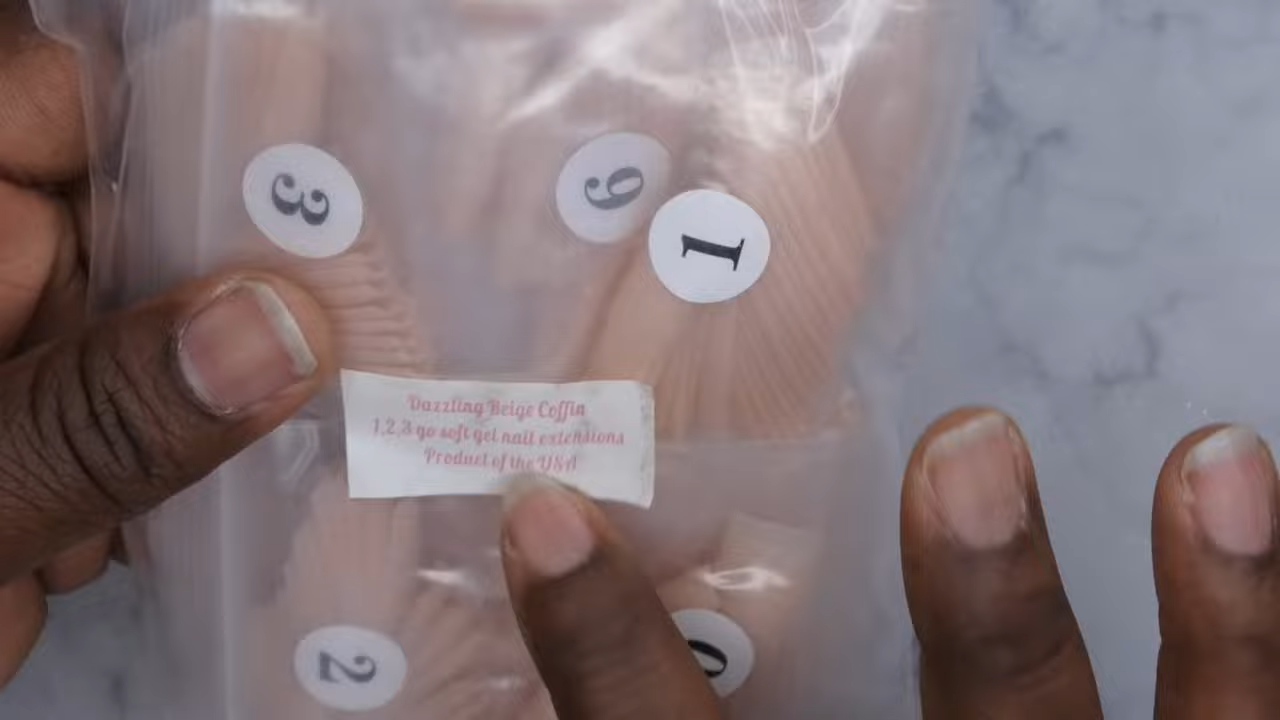 3
9
1
Dazzling Beige Coffin
1,2,3 go soft gel nail extensions
Product of the USA
2
0